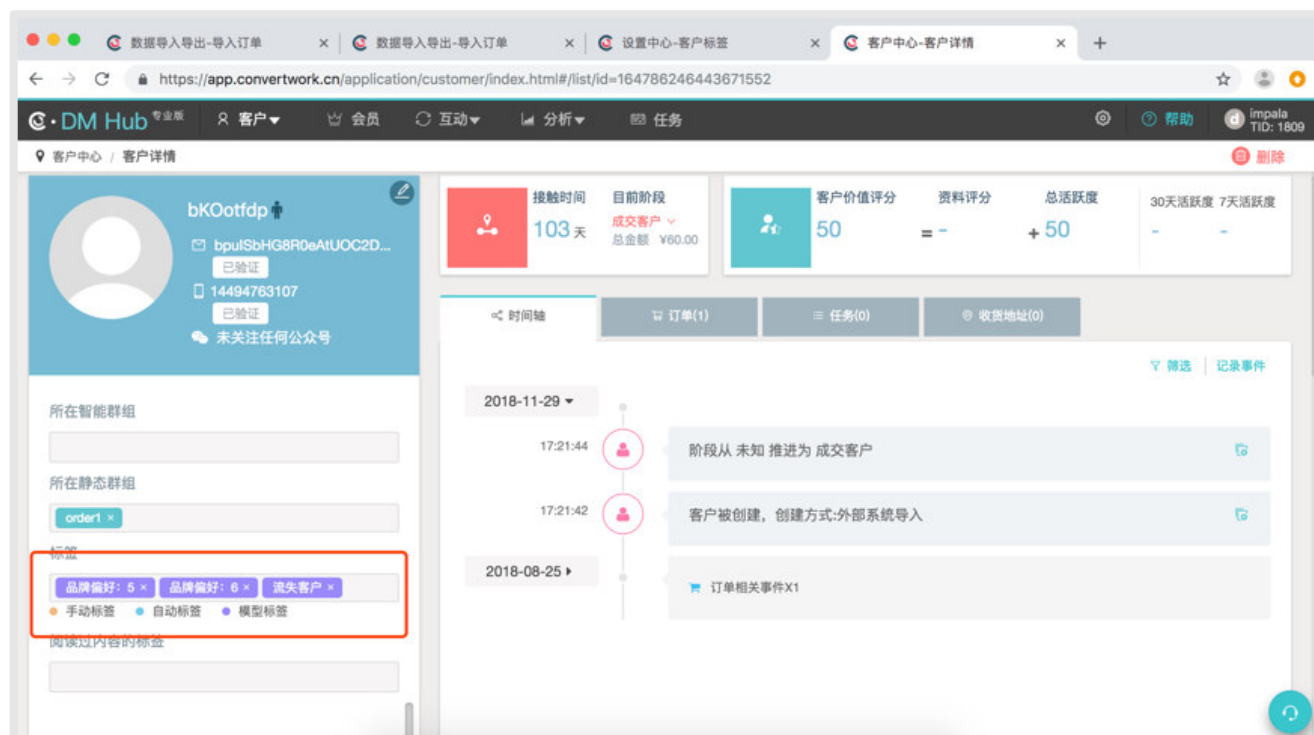 数据导入导出-导入订单 × 数据导入导出-导入订单 × 设置中心-客户标签 × 客户中心-客户详情 × +
https://app.convertwork.cn/application/customer/index.html#/list/id=164786246443671552
DM Hub 专业版 客户▼ 会员 互动▼ 分析▼ 任务 帮助 impala
TID: 1809
客户中心 / 客户详情 删除
bKOotfdp
bpulSbHG8R0eAtUOC2D...
已验证
14494763107
已验证
未关注任何公众号
接触时间 目前阶段
103 天 成交客户
总金额 ¥60.00
客户价值评分 资料评分 总活跃度 30天活跃度 7天活跃度
50 = - + 50 - -
时间轴 订单(1) 任务(0) 收货地址(0)
筛选 记录事件
所在智能群组
所在静态群组
order1 ×
标签
品牌偏好：5 × 品牌偏好：6 × 流失客户 ×
手动标签 自动标签 模型标签
阅读过内容的标签
2018-11-29
17:21:44 阶段从 未知 推进为 成交客户
17:21:42 客户被创建，创建方式:外部系统导入
2018-08-25
订单相关事件X1